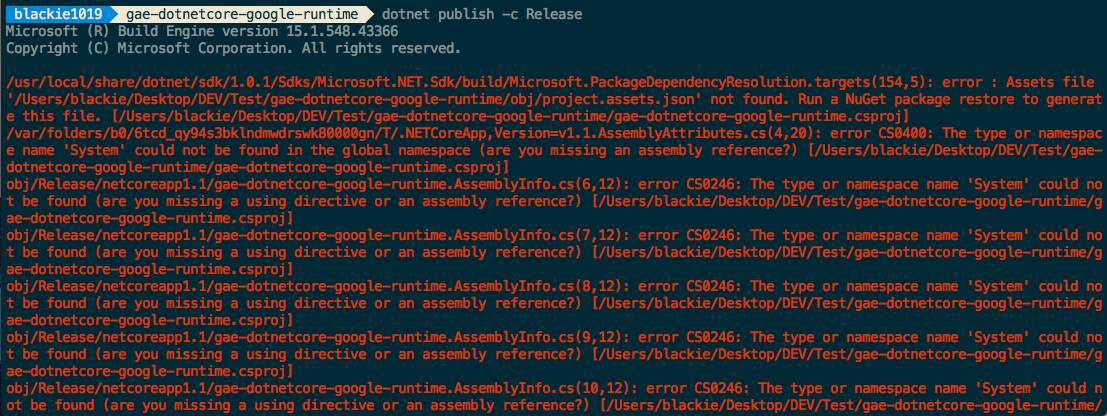 blackie1019 gae-dotnetcore-google-runtime dotnet publish -c Release
Microsoft (R) Build Engine version 15.1.548.43366
Copyright (C) Microsoft Corporation. All rights reserved.
/usr/local/share/dotnet/sdk/1.0.1/Sdks/Microsoft.NET.Sdk/build/Microsoft.PackageDependencyResolution.targets(154,5): error : Assets file
'/Users/blackie/Desktop/DEV/Test/gae-dotnetcore-google-runtime/obj/project.assets.json' not found. Run a NuGet package restore to generat
e this file. [/Users/blackie/Desktop/DEV/Test/gae-dotnetcore-google-runtime/gae-dotnetcore-google-runtime.csproj]
/var/folders/b0/6tcd_qy94s3bklndmwdrswk80000gn/T/.NETCoreApp,Version=v1.1.AssemblyAttributes.cs(4,20): error CS0400: The type or namespac
e name 'System' could not be found in the global namespace (are you missing an assembly reference?) [/Users/blackie/Desktop/DEV/Test/gae-
dotnetcore-google-runtime/gae-dotnetcore-google-runtime.csproj]
obj/Release/netcoreapp1.1/gae-dotnetcore-google-runtime.AssemblyInfo.cs(6,12): error CS0246: The type or namespace name 'System' could no
t be found (are you missing a using directive or an assembly reference?) [/Users/blackie/Desktop/DEV/Test/gae-dotnetcore-google-runtime/g
ae-dotnetcore-google-runtime.csproj]
obj/Release/netcoreapp1.1/gae-dotnetcore-google-runtime.AssemblyInfo.cs(7,12): error CS0246: The type or namespace name 'System' could no
t be found (are you missing a using directive or an assembly reference?) [/Users/blackie/Desktop/DEV/Test/gae-dotnetcore-google-runtime/g
ae-dotnetcore-google-runtime.csproj]
obj/Release/netcoreapp1.1/gae-dotnetcore-google-runtime.AssemblyInfo.cs(8,12): error CS0246: The type or namespace name 'System' could no
t be found (are you missing a using directive or an assembly reference?) [/Users/blackie/Desktop/DEV/Test/gae-dotnetcore-google-runtime/g
ae-dotnetcore-google-runtime.csproj]
obj/Release/netcoreapp1.1/gae-dotnetcore-google-runtime.AssemblyInfo.cs(9,12): error CS0246: The type or namespace name 'System' could no
t be found (are you missing a using directive or an assembly reference?) [/Users/blackie/Desktop/DEV/Test/gae-dotnetcore-google-runtime/g
ae-dotnetcore-google-runtime.csproj]
obj/Release/netcoreapp1.1/gae-dotnetcore-google-runtime.AssemblyInfo.cs(10,12): error CS0246: The type or namespace name 'System' could n
ot be found (are you missing a using directive or an assembly reference?) [/Users/blackie/Desktop/DEV/Test/gae-dotnetcore-google-runtime/